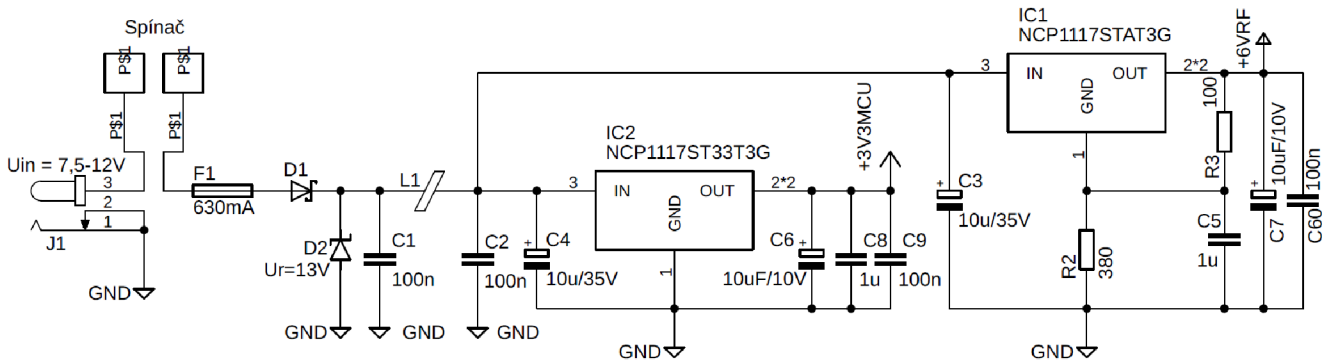 Spínač
P$1
P$1
P$1
P$1
Uin = 7,5-12V
3
2
1
J1
GND
F1
630mA
D1
D2
Ur=13V
GND
C1
100n
GND
L1
C2
100n
GND
C4
10u/35V
IC2
NCP1117ST33T3G
3
IN
OUT
GND
2*2
1
GND
+3V3MCU
C6
10uF/10V
C8
1u
C9
100n
C3
10u/35V
IC1
NCP1117STAT3G
3
IN
OUT
GND
2*2
1
+6VRF
100
R3
R2
380
C5
1u
10uF/10V
C7
100n
C60
GND